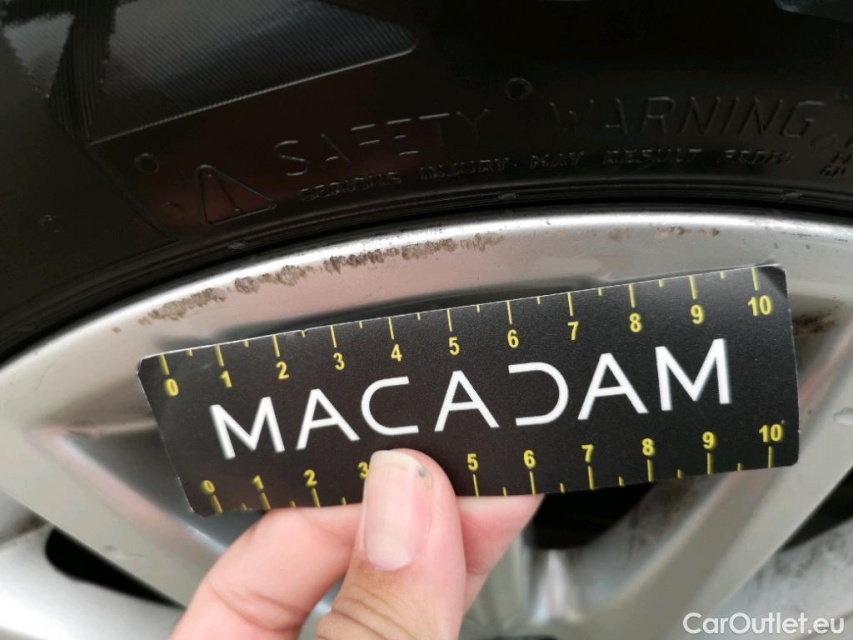 SAFETY WARNING
SERIOUS INJURY MAY RESULT FROM
0 1 2 3 4 5 6 7 8 9 10
MACADAM
0 1 2 3 5 6 7 8 9 10
CarOutlet.eu